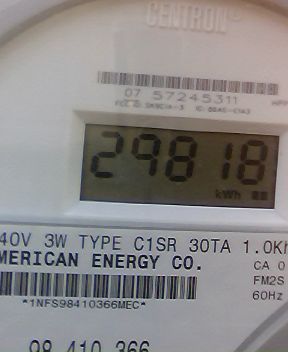 CENTRON®
07 57245311
29818
kWh
40V 3W TYPE C1SR 30TA 1.0Kh
MERICAN ENERGY CO.
CA 0
FM2S
60Hz
*1NFS98410366MEC*
98 410 366